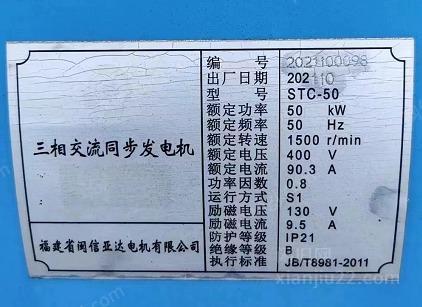 三相交流同步发电机
福建省闽信亚达电机有限公司
编号 2021100098
出厂日期 202110
型号 STC-50
额定功率 50 kW
额定频率 50 Hz
额定转速 1500 r/min
额定电压 400 V
额定电流 90.3 A
功率因数 0.8
运行方式 S1
励磁电压 130 V
励磁电流 9.5 A
防护等级 IP21
绝缘等级 B
执行标准 JB/T8981-2011
xianju22.com